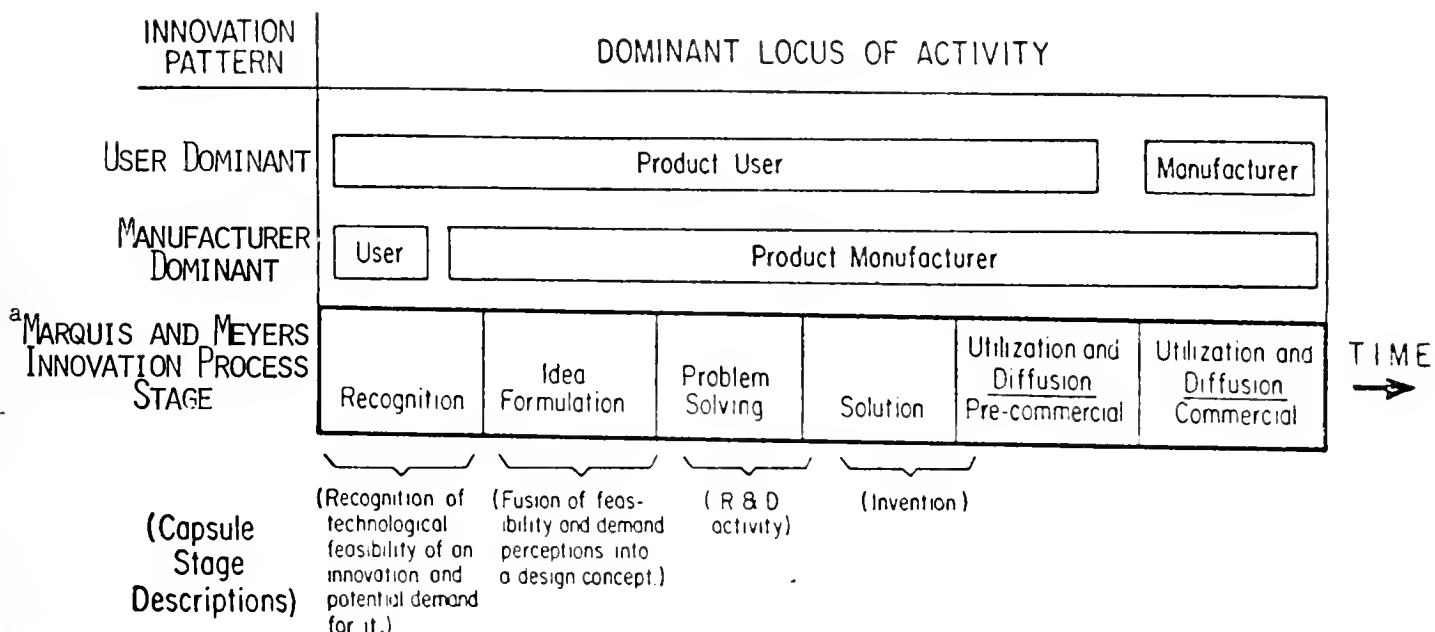 INNOVATION
PATTERN
DOMINANT LOCUS OF ACTIVITY
USER DOMINANT
Product User
Manufacturer
MANUFACTURER
DOMINANT
User
Product Manufacturer
aMARQUIS AND MEYERS
INNOVATION PROCESS
STAGE
Recognition
Idea
Formulation
Problem
Solving
Solution
Utilization and
Diffusion
Pre-commercial
Utilization and
Diffusion
Commercial
TIME
(Capsule
Stage
Descriptions)
(Recognition of
technological
feasibility of an
innovation and
potential demand
for it.)
(Fusion of feas-
ibility and demand
perceptions into
a design concept.)
(R & D
activity)
(Invention)